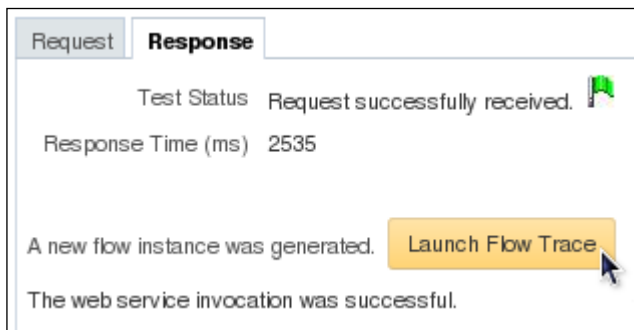 Request Response
Test Status Request successfully received.
Response Time (ms) 2535
A new flow instance was generated. Launch Flow Trace
The web service invocation was successful.